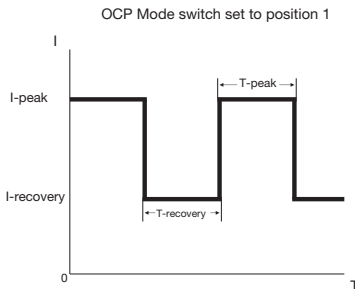 OCP Mode switch set to position 1
I
T-peak
I-peak
I-recovery
T-recovery
0
T